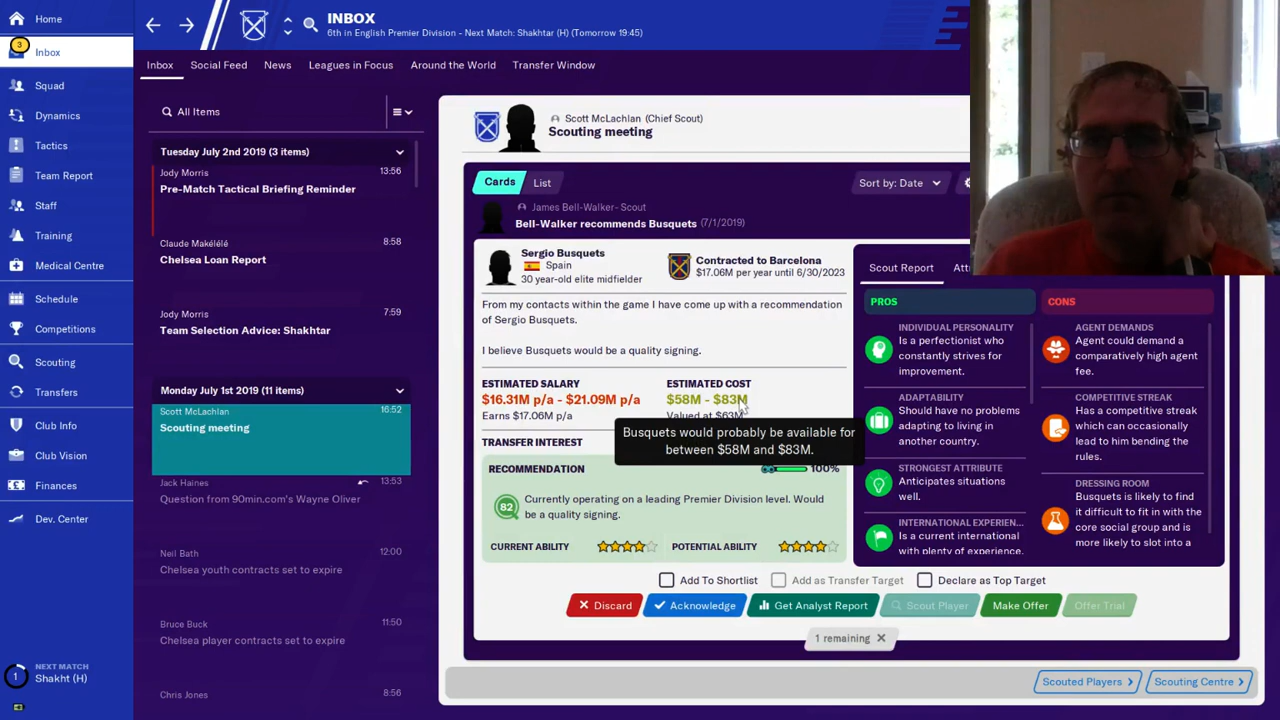 Home
3
Inbox
Squad
Dynamics
Tactics
Team Report
Staff
Training
Medical Centre
Schedule
Competitions
Scouting
Transfers
Club Info
Club Vision
Finances
Dev. Center
1
NEXT MATCH
Shakht (H)
INBOX
6th in English Premier Division - Next Match: Shakhtar (H) (Tomorrow 19:45)
Inbox Social Feed News Leagues in Focus Around the World Transfer Window
All Items
Tuesday July 2nd 2019 (3 items)
Jody Morris 13:56
Pre-Match Tactical Briefing Reminder
Claude Makélélé 8:58
Chelsea Loan Report
Jody Morris 7:59
Team Selection Advice: Shakhtar
Monday July 1st 2019 (11 items)
Scott McLachlan 16:52
Scouting meeting
Jack Haines 13:53
Question from 90min.com's Wayne Oliver
Neil Bath 12:00
Chelsea youth contracts set to expire
Bruce Buck 11:50
Chelsea player contracts set to expire
Chris Jones 8:56
Scott McLachlan (Chief Scout)
Scouting meeting
Cards List Sort by: Date
James Bell-Walker- Scout
Bell-Walker recommends Busquets (7/1/2019)
Sergio Busquets
Spain
30 year-old elite midfielder
Contracted to Barcelona
$17.06M per year until 6/30/2023
From my contacts within the game I have come up with a recommendation
of Sergio Busquets.
I believe Busquets would be a quality signing.
ESTIMATED SALARY
$16.31M p/a - $21.09M p/a
Earns $17.06M p/a
ESTIMATED COST
$58M - $83M
Valued at $63M
Busquets would probably be available for
between $58M and $83M.
TRANSFER INTEREST
RECOMMENDATION 100%
82
Currently operating on a leading Premier Division level. Would
be a quality signing.
CURRENT ABILITY POTENTIAL ABILITY
Scout Report Att
PROS
INDIVIDUAL PERSONALITY
Is a perfectionist who
constantly strives for
improvement.
ADAPTABILITY
Should have no problems
adapting to living in
another country.
STRONGEST ATTRIBUTE
Anticipates situations
well.
INTERNATIONAL EXPERIEN...
Is a current international
with plenty of experience.
CONS
AGENT DEMANDS
Agent could demand a
comparatively high agent
fee.
COMPETITIVE STREAK
Has a competitive streak
which can occasionally
lead to him bending the
rules.
DRESSING ROOM
Busquets is likely to find
it difficult to fit in with the
core social group and is
more likely to slot into a
Add To Shortlist Add as Transfer Target Declare as Top Target
Discard Acknowledge Get Analyst Report Scout Player Make Offer Offer Trial
1 remaining
Scouted Players Scouting Centre